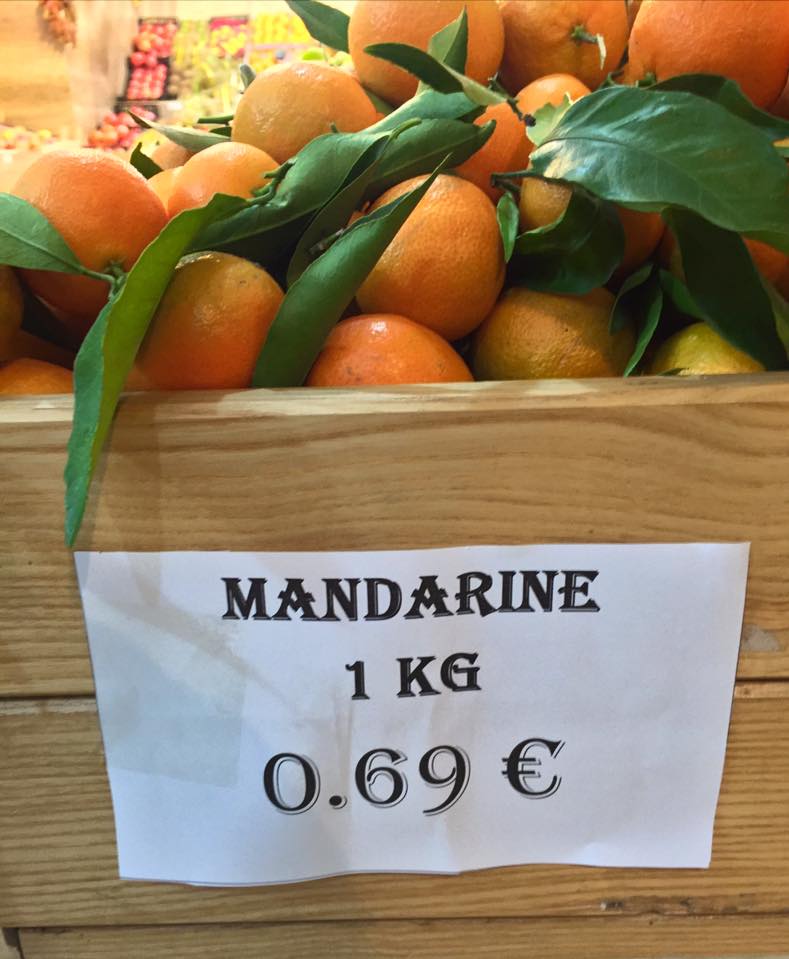 MANDARINE
1 KG
0.69 €